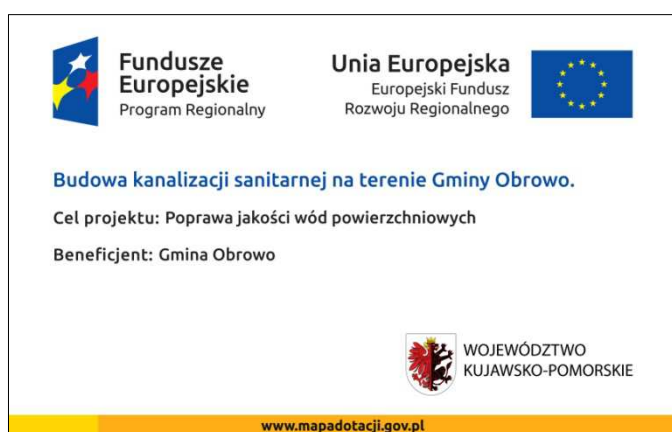 Fundusze
Europejskie
Program Regionalny
Unia Europejska
Europejski Fundusz
Rozwoju Regionalnego
Budowa kanalizacji sanitarnej na terenie Gminy Obrowo.
Cel projektu: Poprawa jakości wód powierzchniowych
Beneficjent: Gmina Obrowo
WOJEWÓDZTWO
KUJAWSKO-POMORSKIE
www.mapadotacji.gov.pl